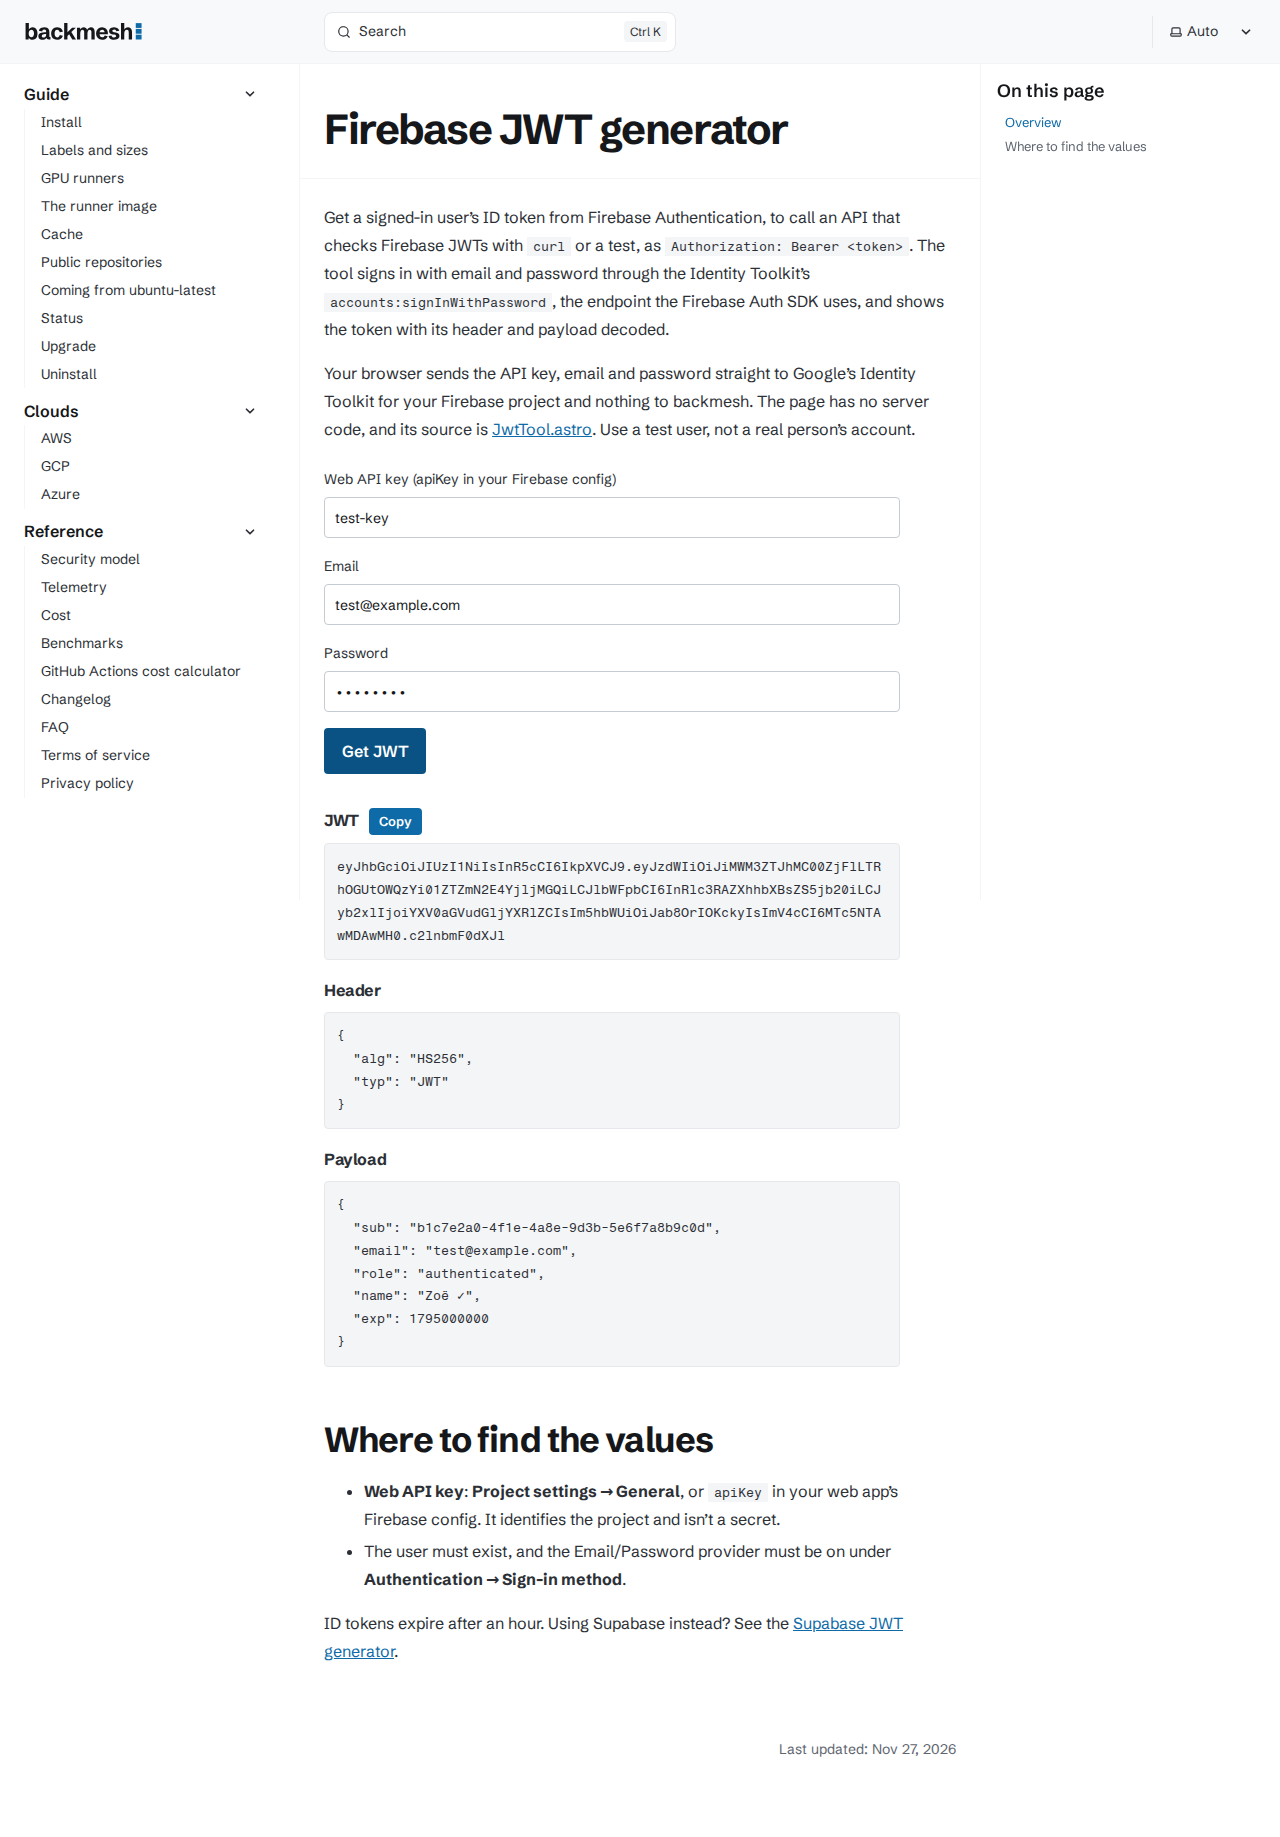 backmesh
Search
Ctrl K
Auto
Guide
Install
Labels and sizes
GPU runners
The runner image
Cache
Public repositories
Coming from ubuntu-latest
Status
Upgrade
Uninstall
Clouds
AWS
GCP
Azure
Reference
Security model
Telemetry
Cost
Benchmarks
GitHub Actions cost calculator
Changelog
FAQ
Terms of service
Privacy policy
Firebase JWT generator
Get a signed-in user’s ID token from Firebase Authentication, to call an API that
checks Firebase JWTs with curl or a test, as Authorization: Bearer <token>. The
tool signs in with email and password through the Identity Toolkit’s
accounts:signInWithPassword, the endpoint the Firebase Auth SDK uses, and shows
the token with its header and payload decoded.
Your browser sends the API key, email and password straight to Google’s Identity
Toolkit for your Firebase project and nothing to backmesh. The page has no server
code, and its source is JwtTool.astro. Use a test user, not a real person’s account.
Web API key (apiKey in your Firebase config)
test-key
Email
test@example.com
Password
••••••••
Get JWT
JWT Copy
eyJhbGciOiJIUzI1NiIsInR5cCI6IkpXVCJ9.eyJzdWIiOiJiMWM3ZTJhMC00ZjFlLTR
hOGUtOWQzYi01ZTZmN2E4YjljMGQiLCJlbWFpbCI6InRlc3RAZXhhbXBsZS5jb20iLCJ
yb2xlIjoiYXV0aGVudGljYXRlZCIsIm5hbWUiOiJab8OrIOKckyIsImV4cCI6MTc5NTA
wMDAwMH0.c2lnbmF0dXJl
Header
{
"alg": "HS256",
"typ": "JWT"
}
Payload
{
"sub": "b1c7e2a0-4f1e-4a8e-9d3b-5e6f7a8b9c0d",
"email": "test@example.com",
"role": "authenticated",
"name": "Zoë ✓",
"exp": 1795000000
}
Where to find the values
• Web API key: Project settings → General, or apiKey in your web app’s
Firebase config. It identifies the project and isn’t a secret.
• The user must exist, and the Email/Password provider must be on under
Authentication → Sign-in method.
ID tokens expire after an hour. Using Supabase instead? See the Supabase JWT
generator.
Last updated: Nov 27, 2026
On this page
Overview
Where to find the values